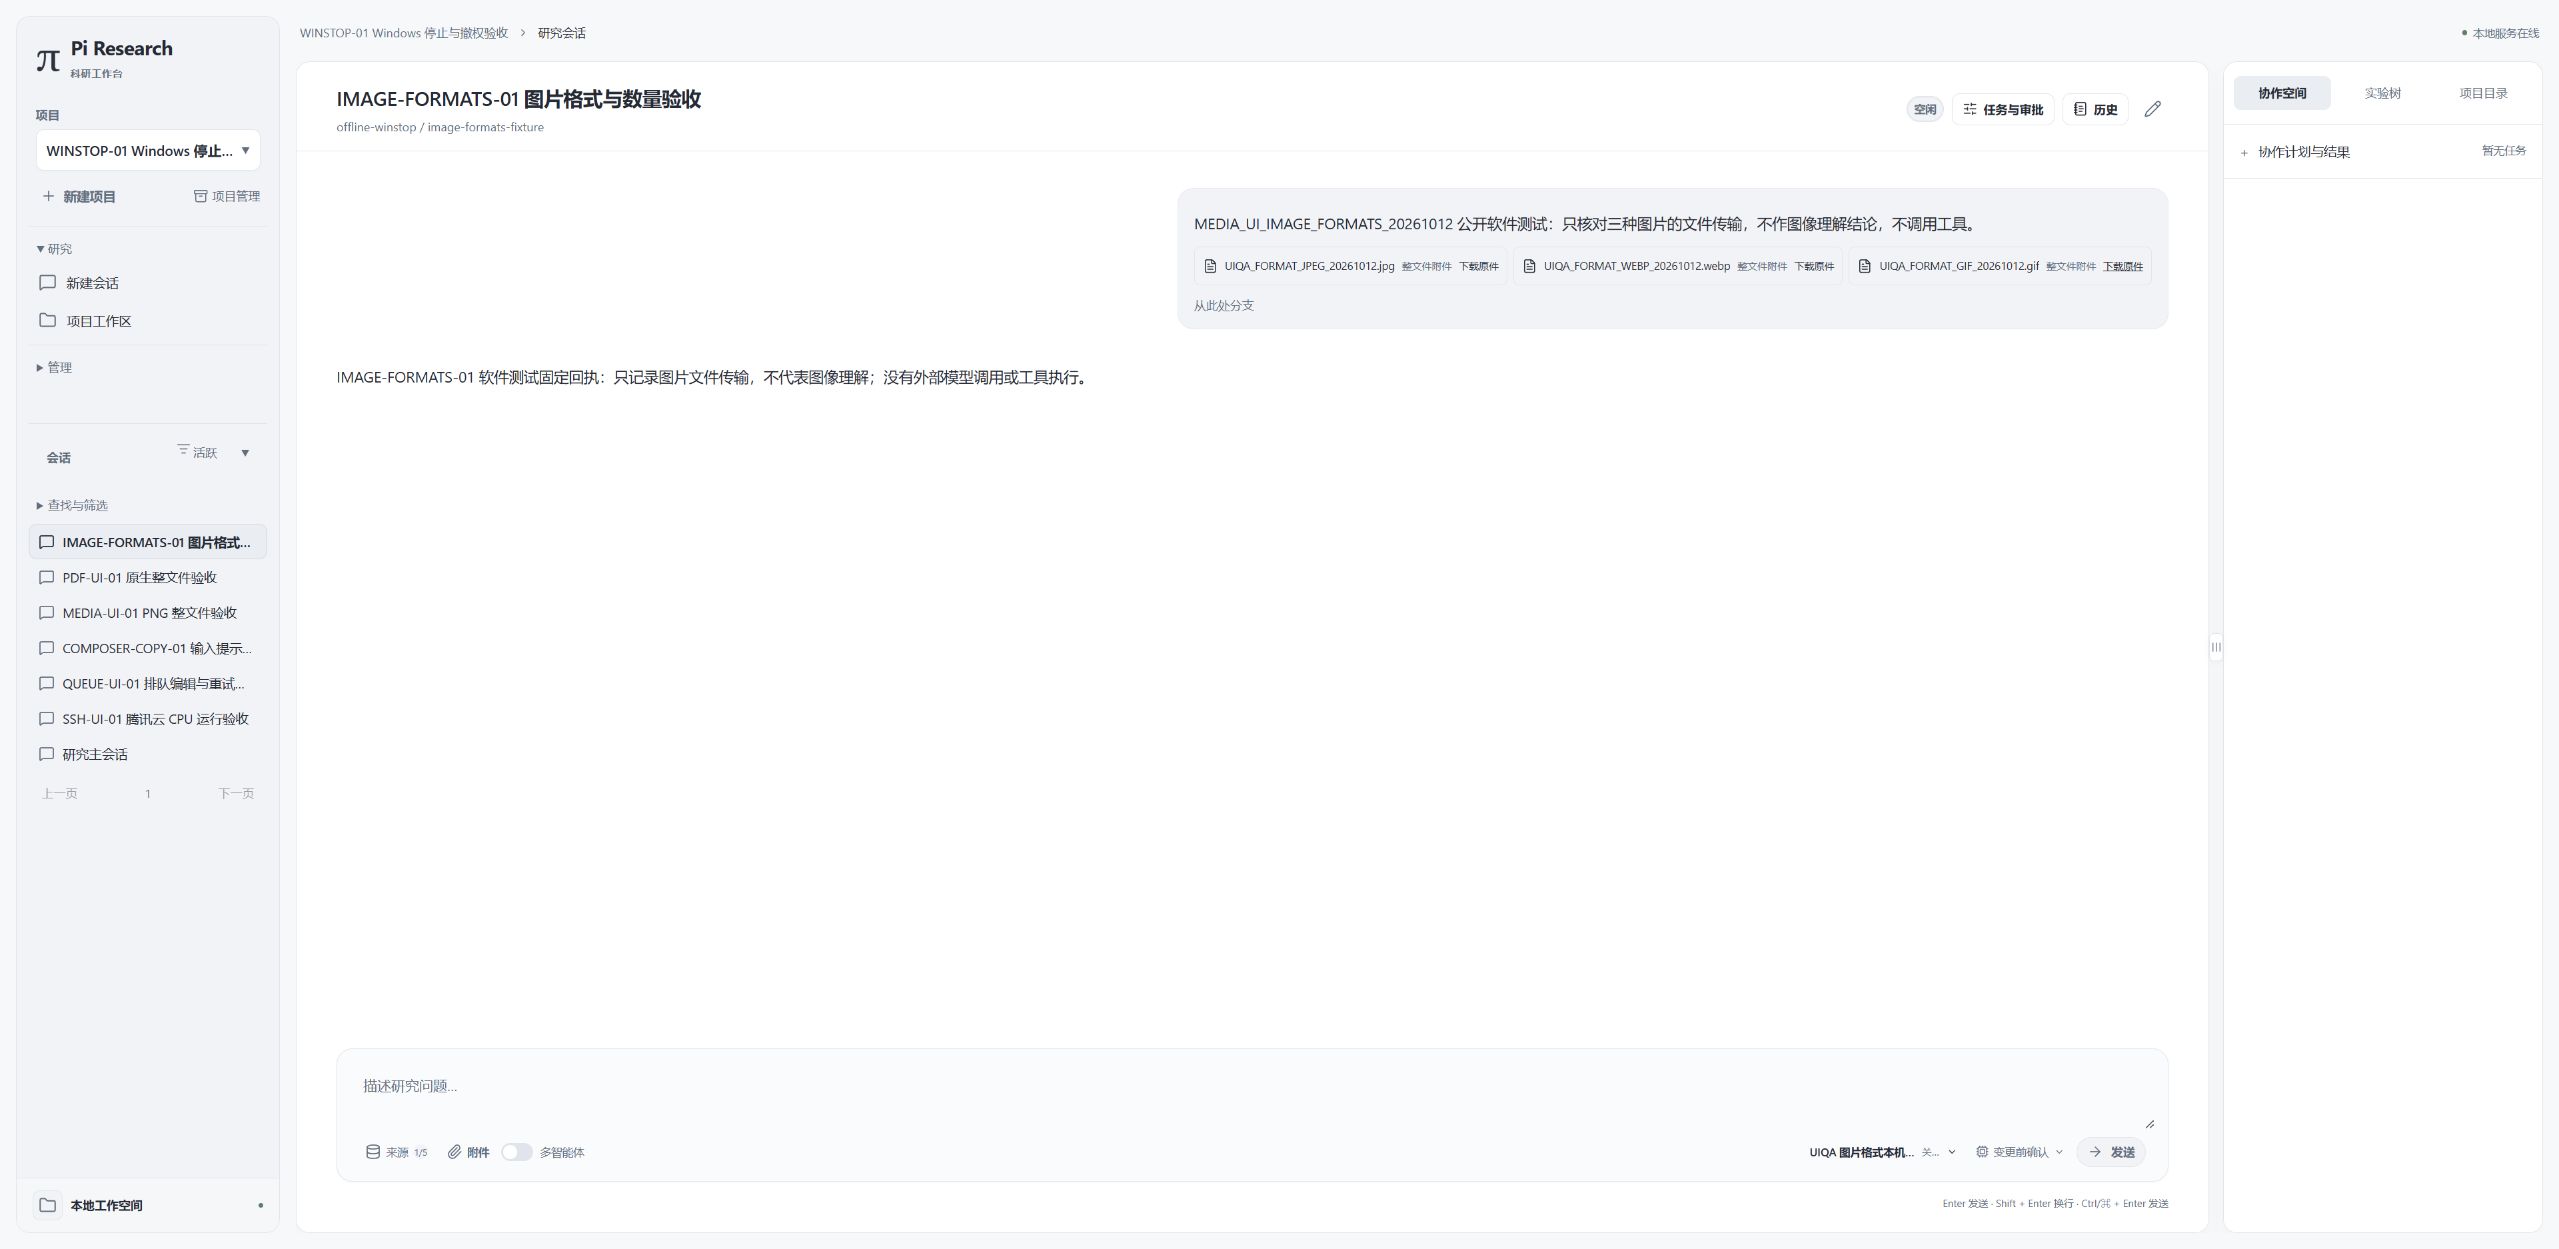 Pi Research
科研工作台
项目
WINSTOP-01 Windows 停止...
新建项目
项目管理
研究
新建会话
项目工作区
管理
会话
活跃
查找与筛选
IMAGE-FORMATS-01 图片格式...
PDF-UI-01 原生整文件验收
MEDIA-UI-01 PNG 整文件验收
COMPOSER-COPY-01 输入提示...
QUEUE-UI-01 排队编辑与重试...
SSH-UI-01 腾讯云 CPU 运行验收
研究主会话
上一页 1 下一页
本地工作空间
WINSTOP-01 Windows 停止与撤权验收 > 研究会话
本地服务在线
IMAGE-FORMATS-01 图片格式与数量验收
offline-winstop / image-formats-fixture
空闲 任务与审批 历史
MEDIA_UI_IMAGE_FORMATS_20261012 公开软件测试：只核对三种图片的文件传输，不作图像理解结论，不调用工具。
UIQA_FORMAT_JPEG_20261012.jpg 整文件附件 下载原件 UIQA_FORMAT_WEBP_20261012.webp 整文件附件 下载原件 UIQA_FORMAT_GIF_20261012.gif 整文件附件 下载原件
从此处分支
IMAGE-FORMATS-01 软件测试固定回执：只记录图片文件传输，不代表图像理解；没有外部模型调用或工具执行。
描述研究问题...
来源 1/5 附件 多智能体 UIQA 图片格式本机... 关... 变更前确认 发送
Enter 发送 · Shift + Enter 换行 · Ctrl/⌘ + Enter 发送
协作空间 实验树 项目目录
+ 协作计划与结果 暂无任务